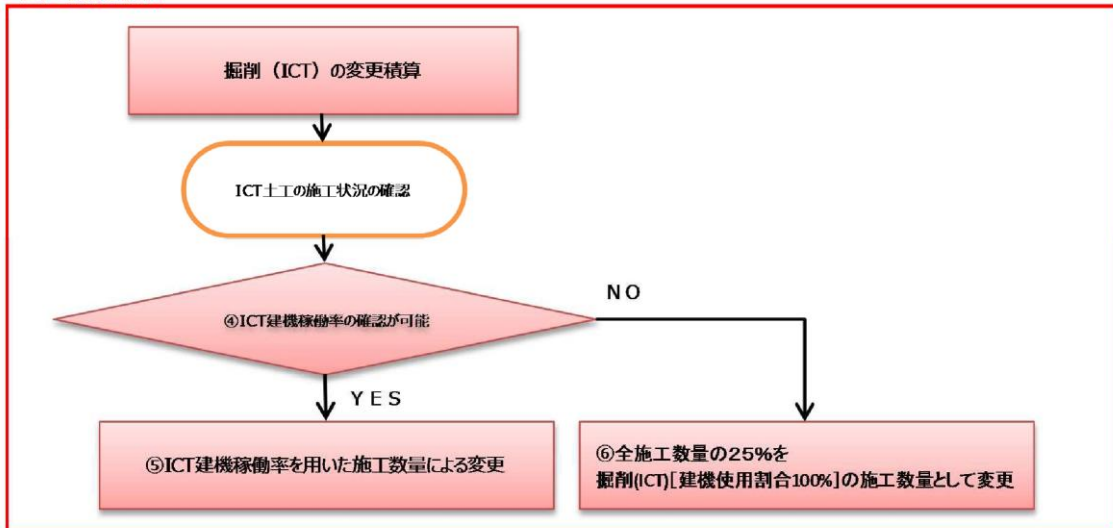 掘削（ICT）の変更積算
ICT土工の施工状況の確認
④ICT建機稼働率の確認が可能
NO
YES
⑤ICT建機稼働率を用いた施工数量による変更
⑥全施工数量の25%を
掘削(ICT)[建機使用割合100%]の施工数量として変更